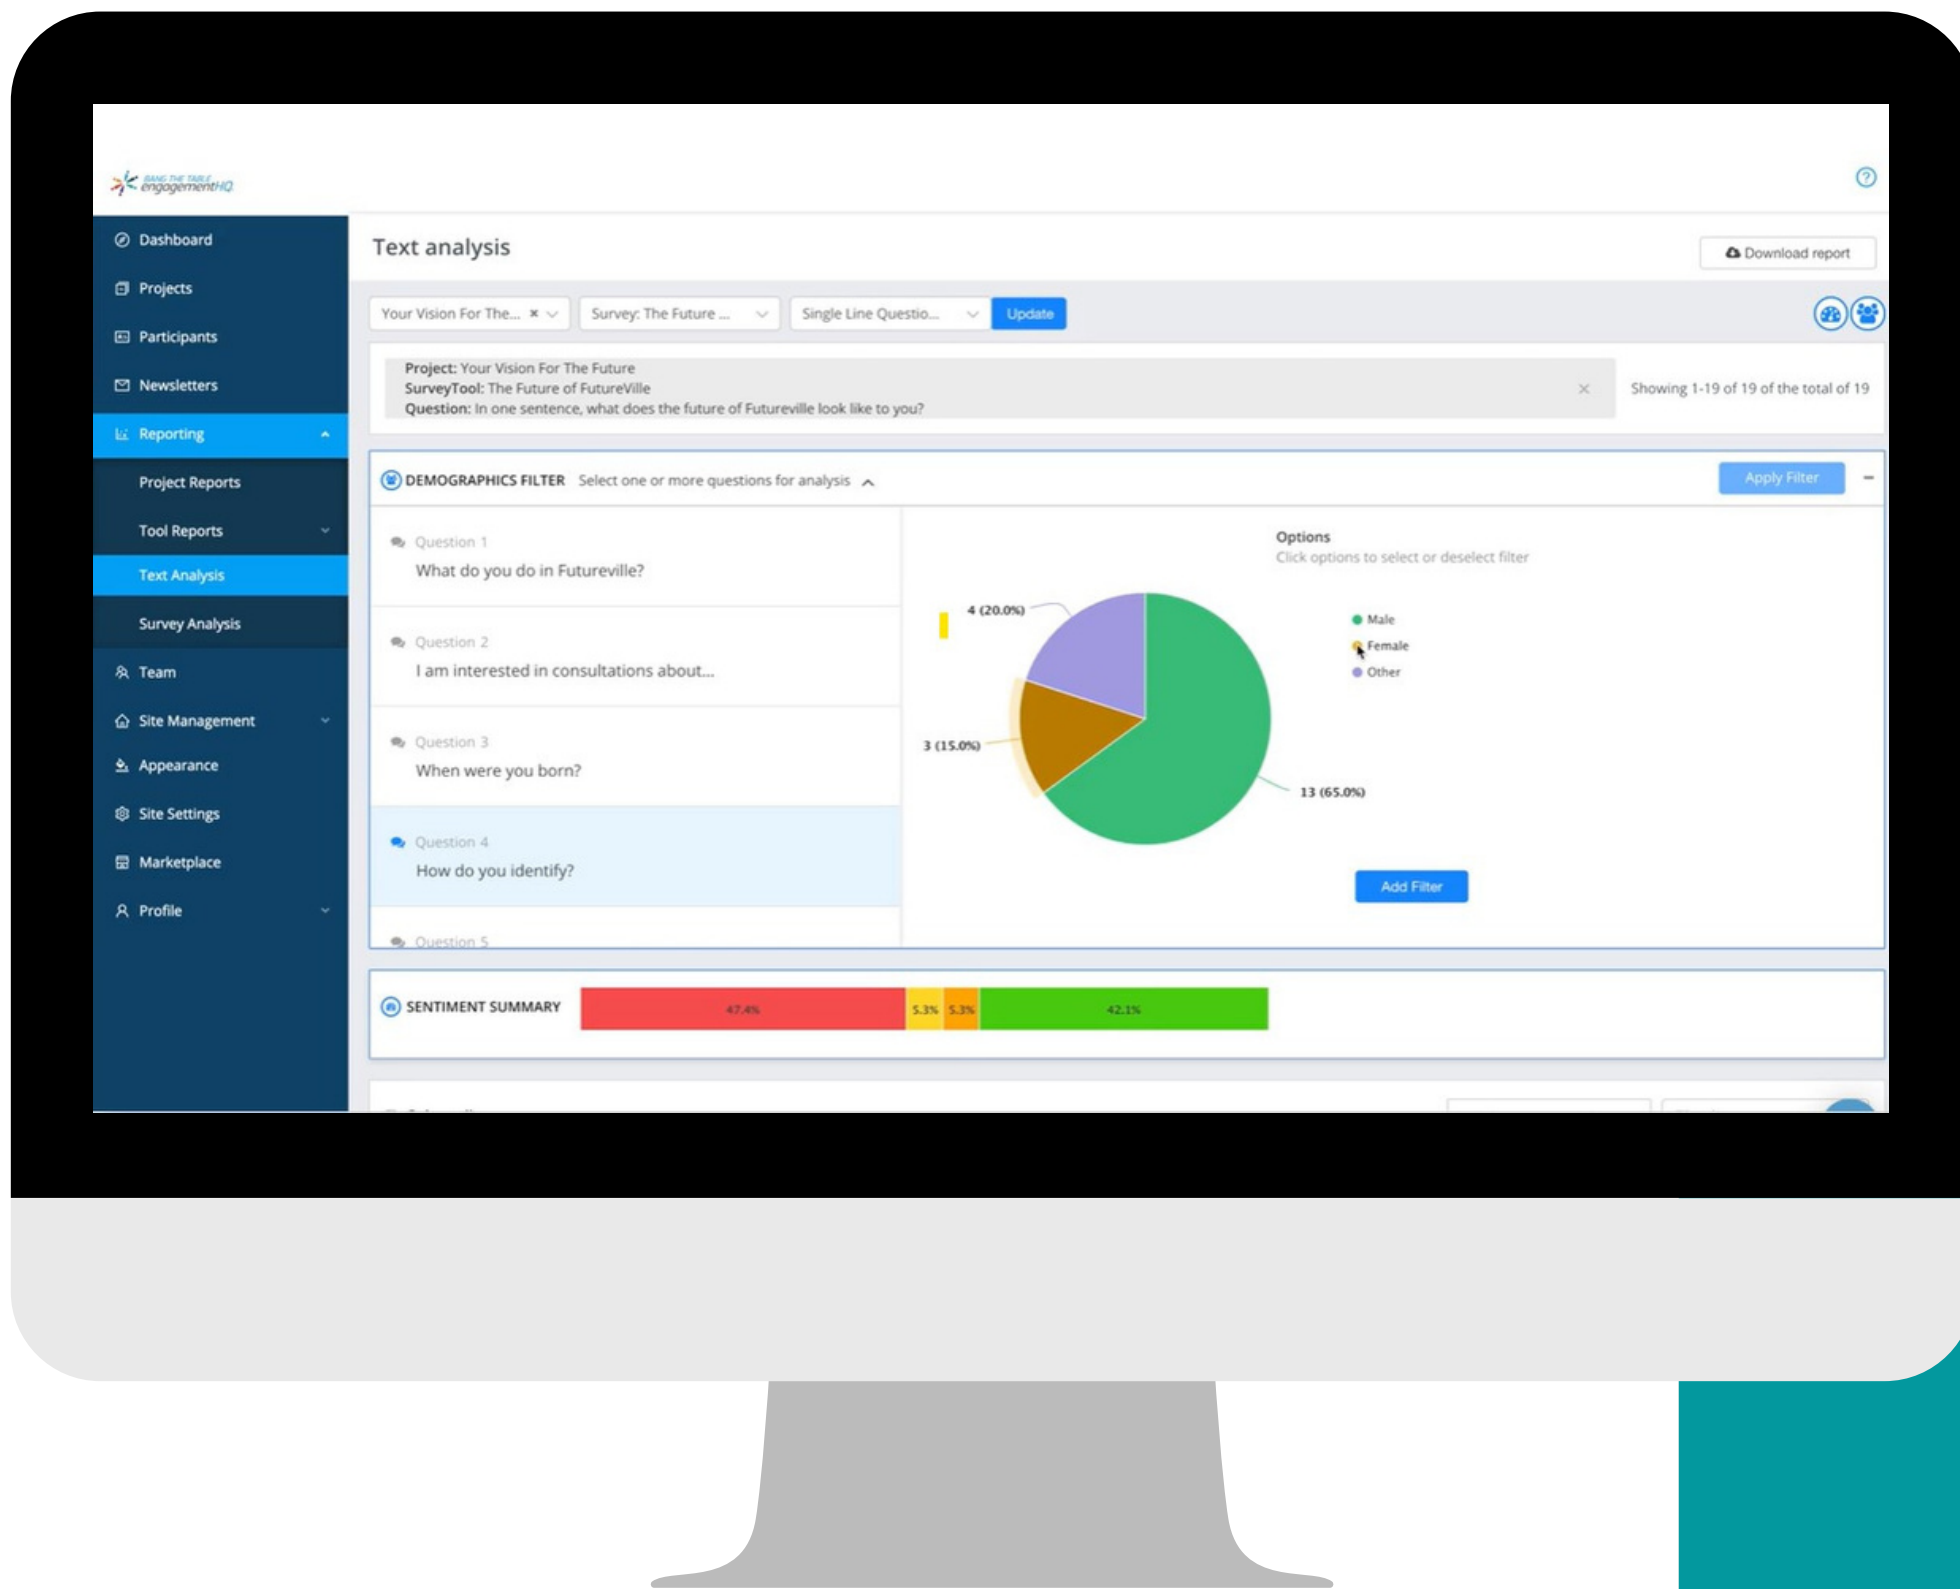 BANG THE TABLE
engagementHQ
Dashboard
Projects
Participants
Newsletters
Reporting
Project Reports
Tool Reports
Text Analysis
Survey Analysis
Team
Site Management
Appearance
Site Settings
Marketplace
Profile
Text analysis
Download report
Your Vision For The... × Survey: The Future ... Single Line Questio... Update
Project: Your Vision For The Future
SurveyTool: The Future of FutureVille
Question: In one sentence, what does the future of Futureville look like to you?
Showing 1-19 of 19 of the total of 19
DEMOGRAPHICS FILTER Select one or more questions for analysis
Apply Filter
Question 1
What do you do in Futureville?
Question 2
I am interested in consultations about...
Question 3
When were you born?
Question 4
How do you identify?
Question 5
Options
Click options to select or deselect filter
4 (20.0%)
3 (15.0%)
13 (65.0%)
Male
Female
Other
Add Filter
SENTIMENT SUMMARY
47.4% 5.3% 5.3% 42.1%